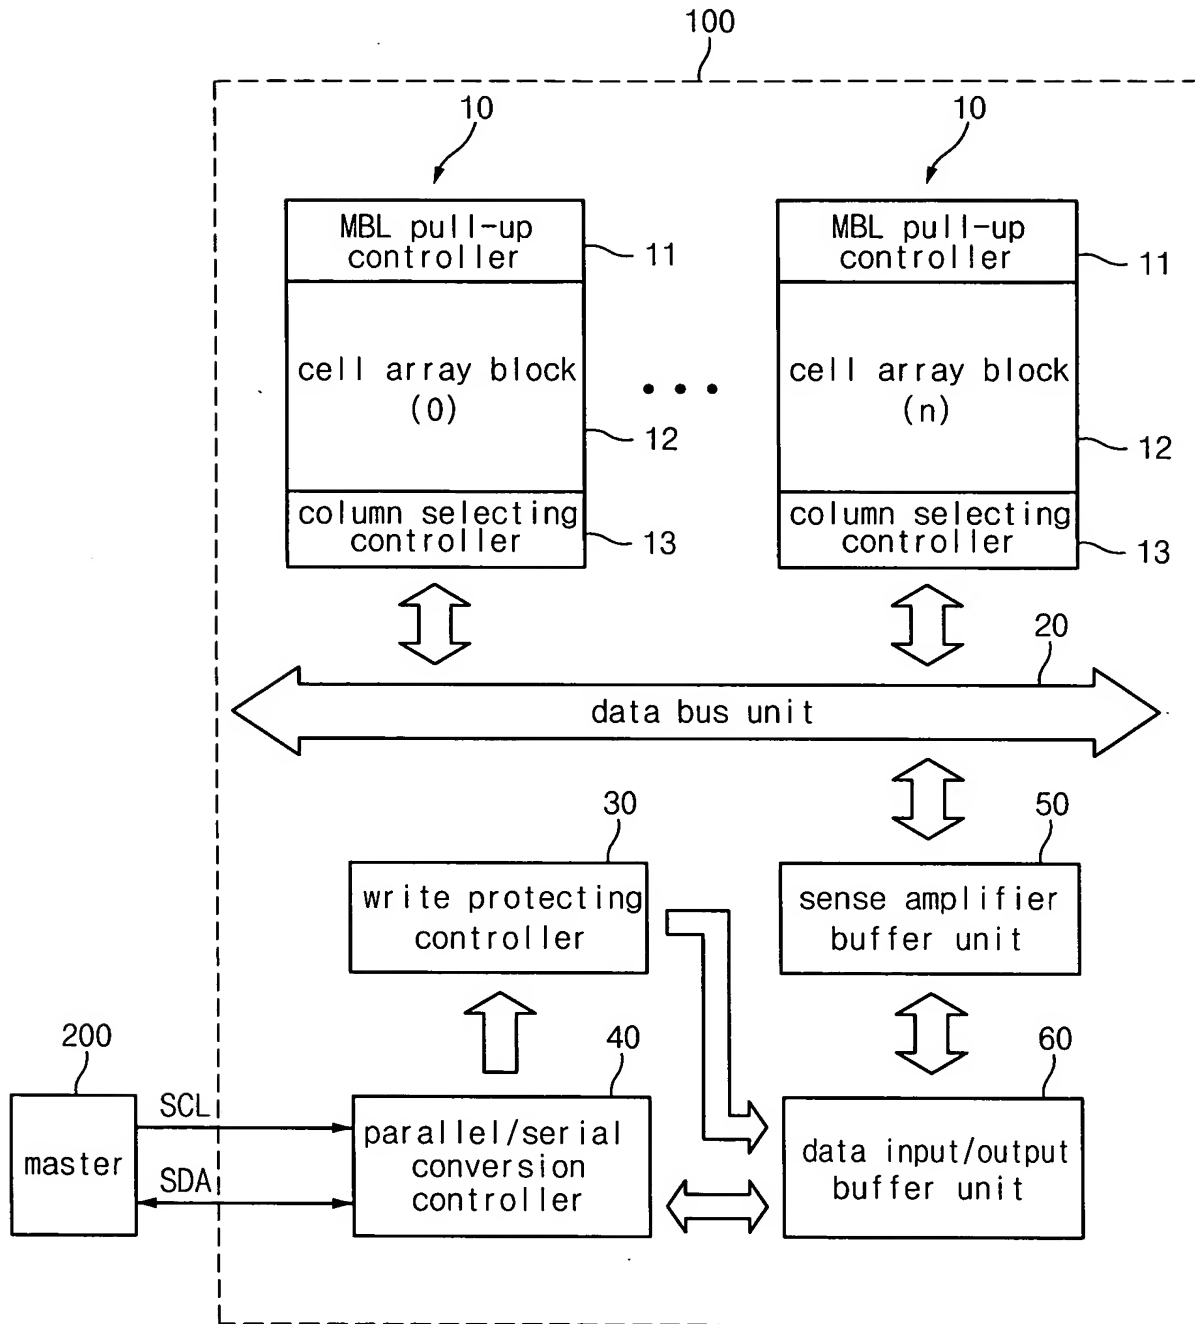 100
10
10
MBL pull-up
controller
11
MBL pull-up
controller
11
cell array block
(0)
12
cell array block
(n)
12
column selecting
controller
13
column selecting
controller
13
20
data bus unit
30
50
write protecting
controller
sense amplifier
buffer unit
200
40
60
master
SCL
SDA
parallel/serial
conversion
controller
data input/output
buffer unit